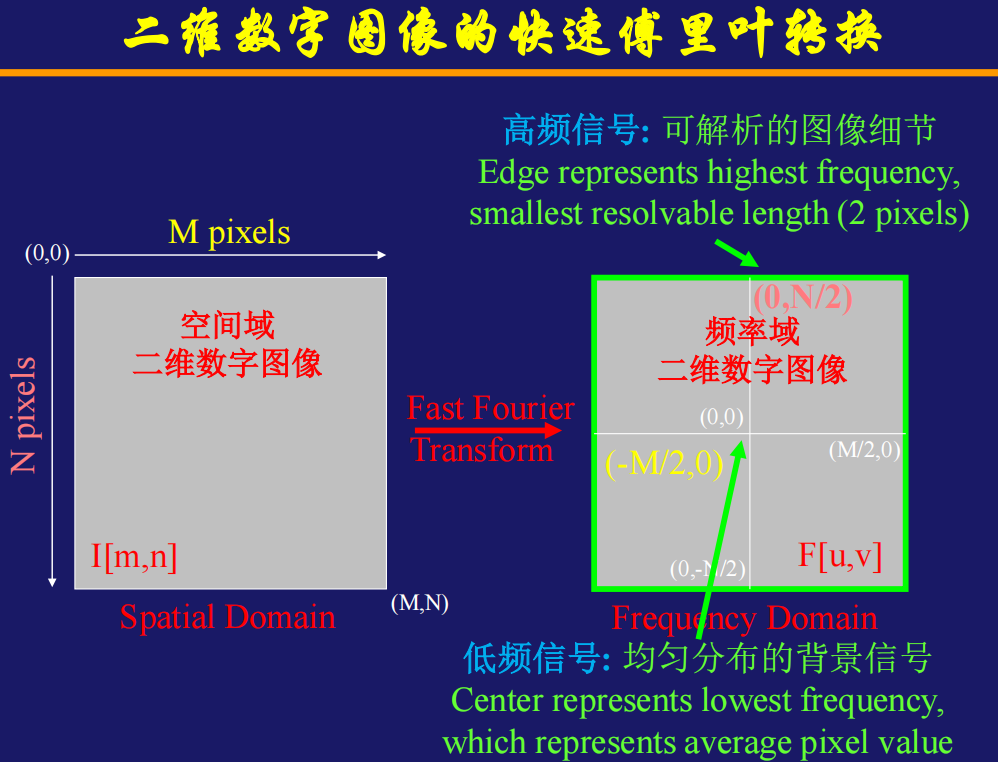 二维数字图像的快速傅里叶转换
高频信号: 可解析的图像细节
Edge represents highest frequency,
smallest resolvable length (2 pixels)
M pixels
(0,0)
N pixels
空间域
二维数字图像
I[m,n]
(M,N)
Spatial Domain
Fast Fourier
Transform
(0,N/2)
频率域
二维数字图像
(0,0)
(M/2,0)
(-M/2,0)
F[u,v]
(0,-N/2)
Frequency Domain
低频信号: 均匀分布的背景信号
Center represents lowest frequency,
which represents average pixel value